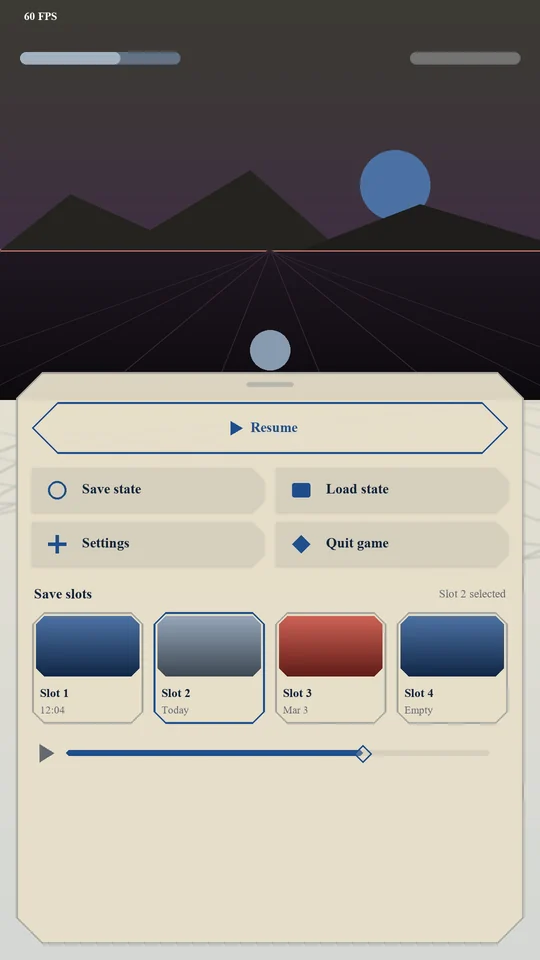 60 FPS
Resume
Save state
Load state
Settings
Quit game
Save slots
Slot 2 selected
Slot 1
12:04
Slot 2
Today
Slot 3
Mar 3
Slot 4
Empty